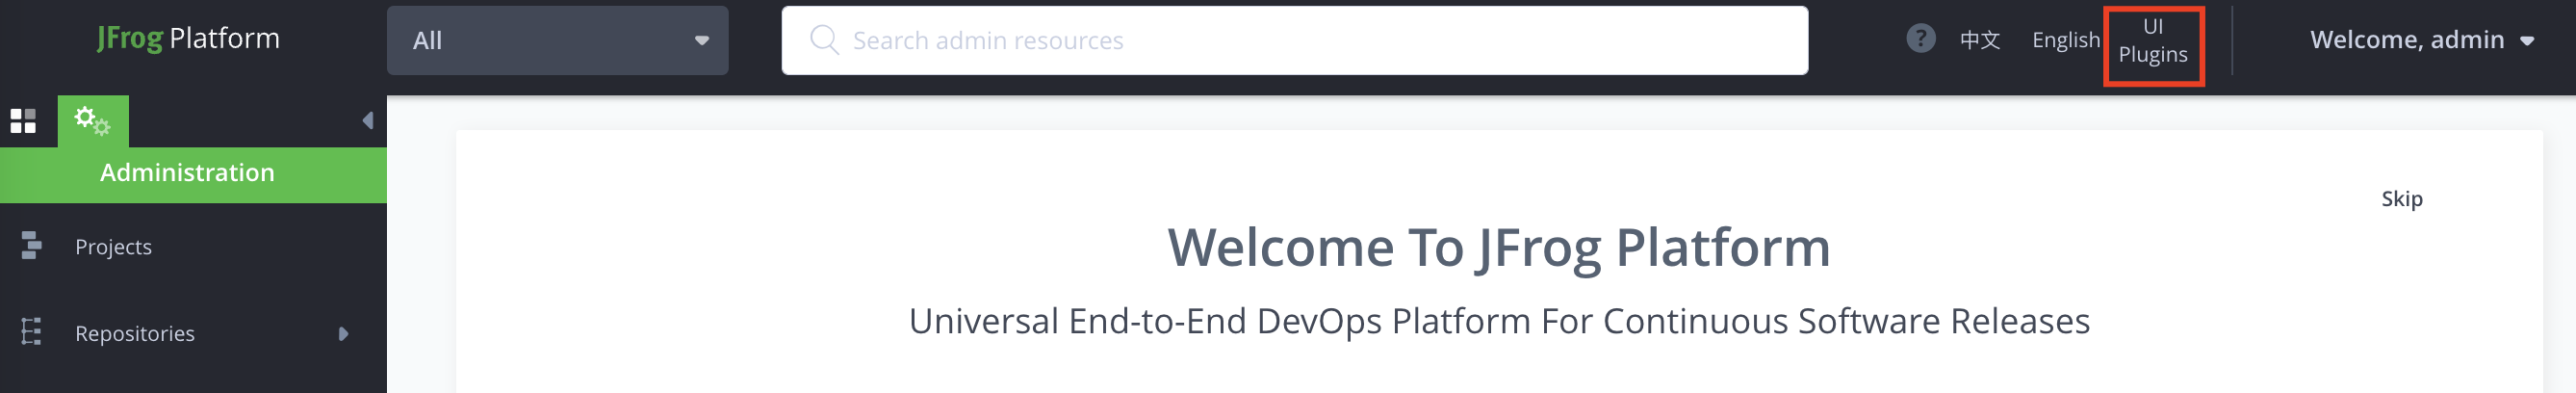 JFrog Platform
All
Search admin resources
?
中文
English
UI
Plugins
Welcome, admin
Administration
Projects
Repositories
Skip
Welcome To JFrog Platform
Universal End-to-End DevOps Platform For Continuous Software Releases